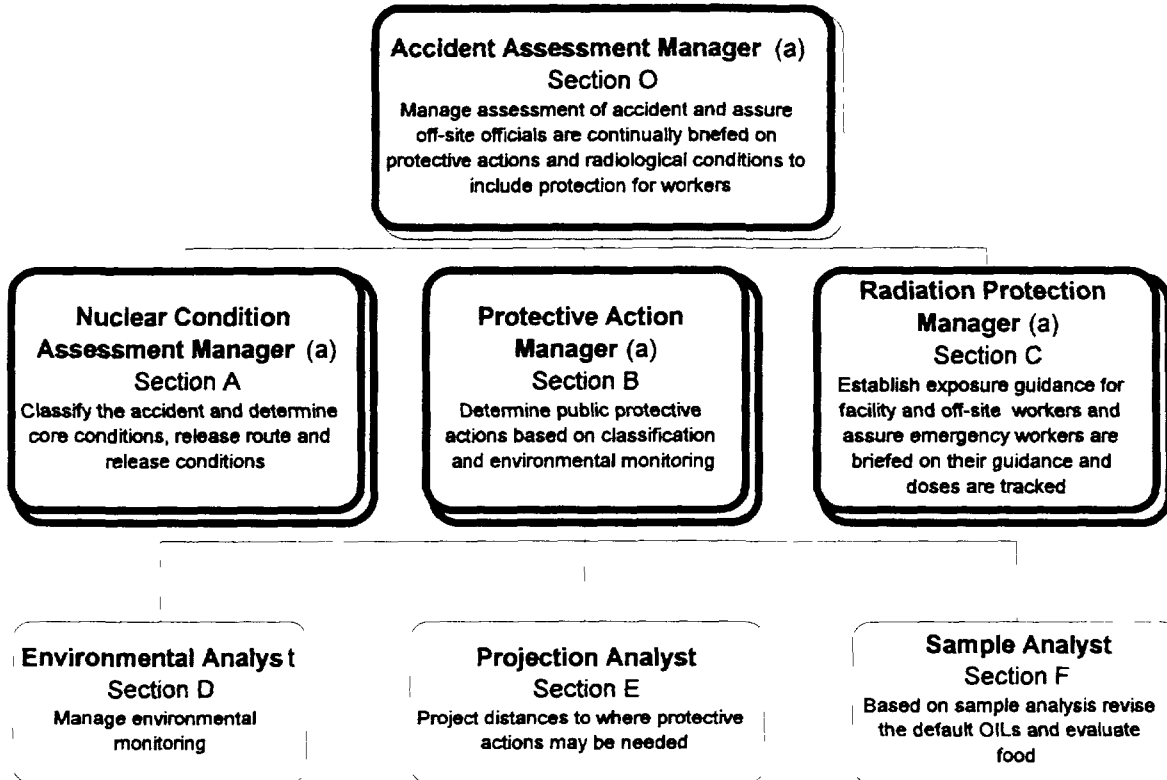 Accident Assessment Manager (a)
Section O
Manage assessment of accident and assure
off-site officials are continually briefed on
protective actions and radiological conditions to
include protection for workers
Nuclear Condition
Assessment Manager (a)
Section A
Classify the accident and determine
core conditions, release route and
release conditions
Protective Action
Manager (a)
Section B
Determine public protective
actions based on classification
and environmental monitoring
Radiation Protection
Manager (a)
Section C
Establish exposure guidance for
facility and off-site workers and
assure emergency workers are
briefed on their guidance and
doses are tracked
Environmental Analyst
Section D
Manage environmental
monitoring
Projection Analyst
Section E
Project distances to where protective
actions may be needed
Sample Analyst
Section F
Based on sample analysis revise
the default OILs and evaluate
food